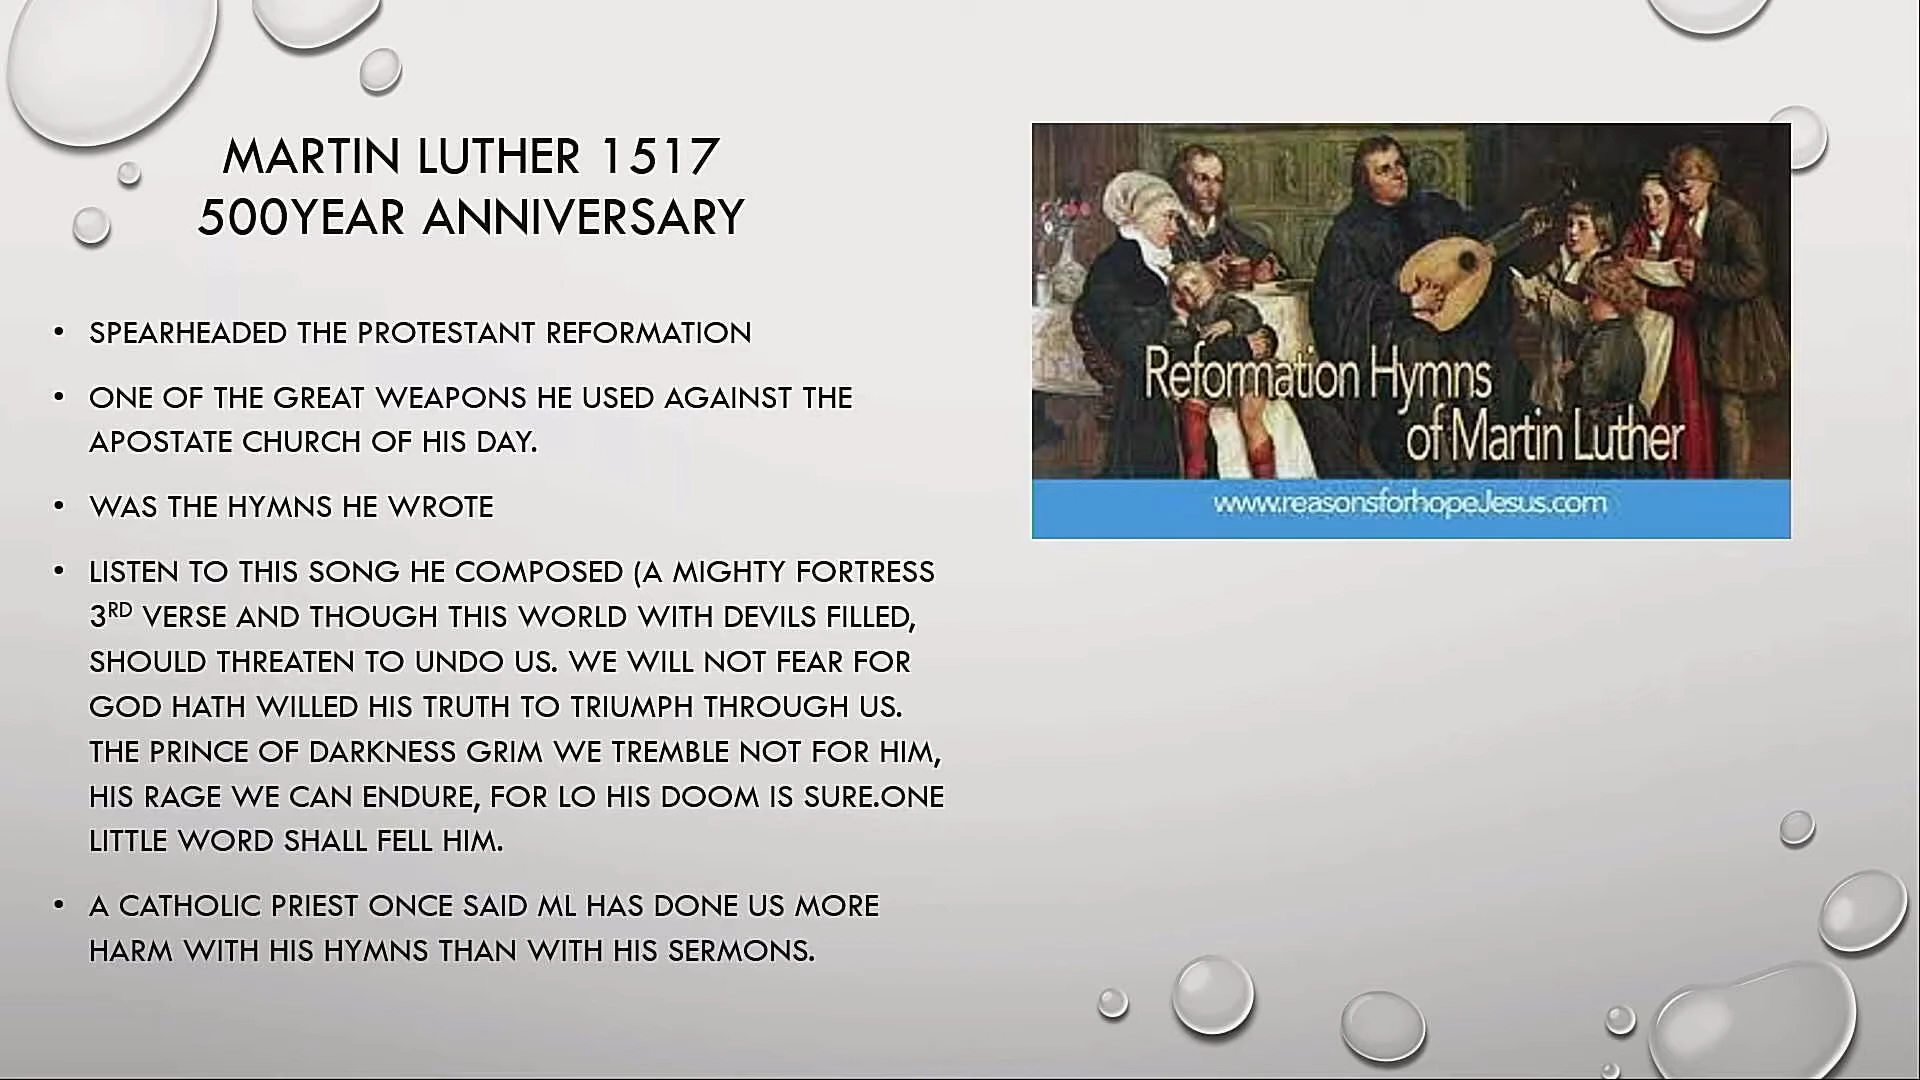 MARTIN LUTHER 1517
500YEAR ANNIVERSARY
• SPEARHEADED THE PROTESTANT REFORMATION
• ONE OF THE GREAT WEAPONS HE USED AGAINST THE
APOSTATE CHURCH OF HIS DAY.
• WAS THE HYMNS HE WROTE
• LISTEN TO THIS SONG HE COMPOSED (A MIGHTY FORTRESS
3RD VERSE AND THOUGH THIS WORLD WITH DEVILS FILLED,
SHOULD THREATEN TO UNDO US. WE WILL NOT FEAR FOR
GOD HATH WILLED HIS TRUTH TO TRIUMPH THROUGH US.
THE PRINCE OF DARKNESS GRIM WE TREMBLE NOT FOR HIM,
HIS RAGE WE CAN ENDURE, FOR LO HIS DOOM IS SURE.ONE
LITTLE WORD SHALL FELL HIM.
• A CATHOLIC PRIEST ONCE SAID ML HAS DONE US MORE
HARM WITH HIS HYMNS THAN WITH HIS SERMONS.
Reformation Hymns
of Martin Luther
www.reasonsforhopeJesus.com